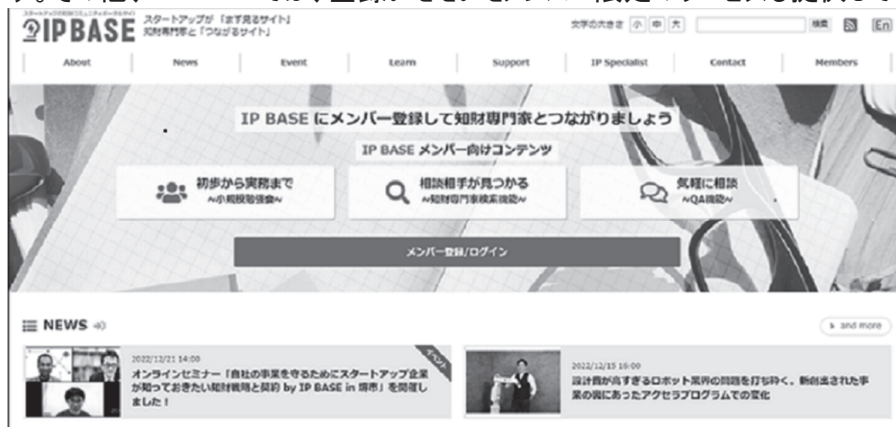 スタートアップが「まず見るサイト」
IP BASE
知財専門家と「つながるサイト」
文字の大きさ 小 中 大
検索
En
About News Event Learn Support IP Specialist Contact Members
IP BASE にメンバー登録して知財専門家とつながりましょう
IP BASE メンバー向けコンテンツ
初歩から実務まで
~小規模勉強会~
相談相手が見つかる
~知財専門家検索機能~
気軽に相談
~QA機能~
メンバー登録/ログイン
NEWS
and more
イベント
2022/12/21 14:00
オンラインセミナー「自社の事業を守るためにスタートアップ企業
が知っておきたい知財戦略と契約 by IP BASE in 堺市」を開催し
ました!
2022/12/15 16:00
設計費が高すぎるロボット業界の問題を打ち砕く。新創出された事
業の裏にあったアクセラプログラムでの変化